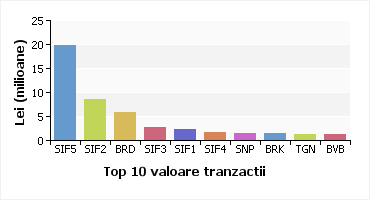 25
20
15
10
5
0
Lei (milioane)
SIF5 SIF2 BRD SIF3 SIF1 SIF4 SNP BRK TGN BVB
Top 10 valoare tranzactii